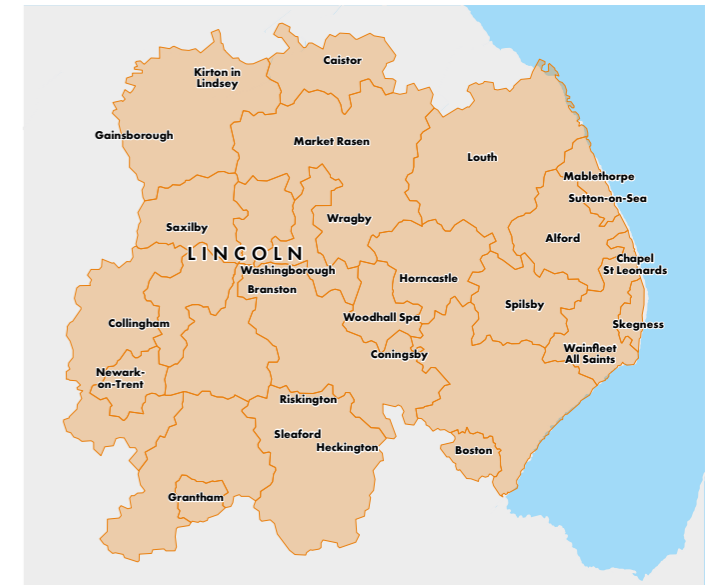 Caistor
Kirton in
Lindsey
Gainsborough
Market Rasen
Louth
Mablethorpe
Sutton-on-Sea
Wragby
Saxilby
Alford
LINCOLN
Chapel
St Leonards
Washingborough
Horncastle
Branston
Spilsby
Woodhall Spa
Collingham
Skegness
Coningsby
Wainfleet
All Saints
Newark-
on-Trent
Riskington
Sleaford
Heckington
Boston
Grantham